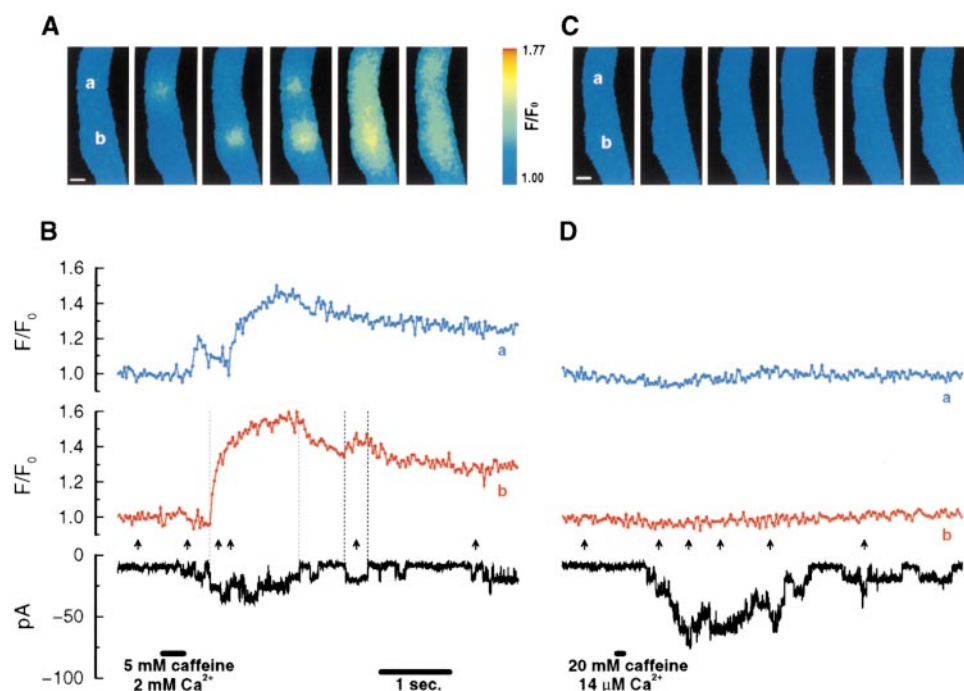 A
a
b
1.77
F/F₀
1.00
C
a
b
B
F/F₀
1.6
1.4
1.2
1.0
a
F/F₀
1.6
1.4
1.2
1.0
b
pA
0
−50
−100
5 mM caffeine
2 mM Ca²⁺
1 sec.
D
a
b
20 mM caffeine
14 μM Ca²⁺